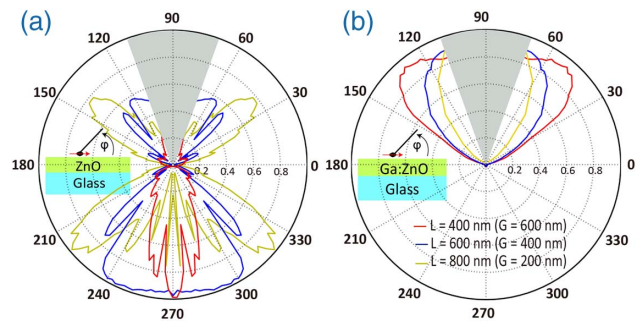 (a)
90
120
60
150
30
180
0
0.2
0.4
0.6
0.8
210
330
240
300
270
φ
ZnO
Glass
(b)
90
120
60
150
30
180
0
0.2
0.4
0.6
0.8
210
330
240
300
270
φ
Ga:ZnO
Glass
L = 400 nm (G = 600 nm)
L = 600 nm (G = 400 nm)
L = 800 nm (G = 200 nm)